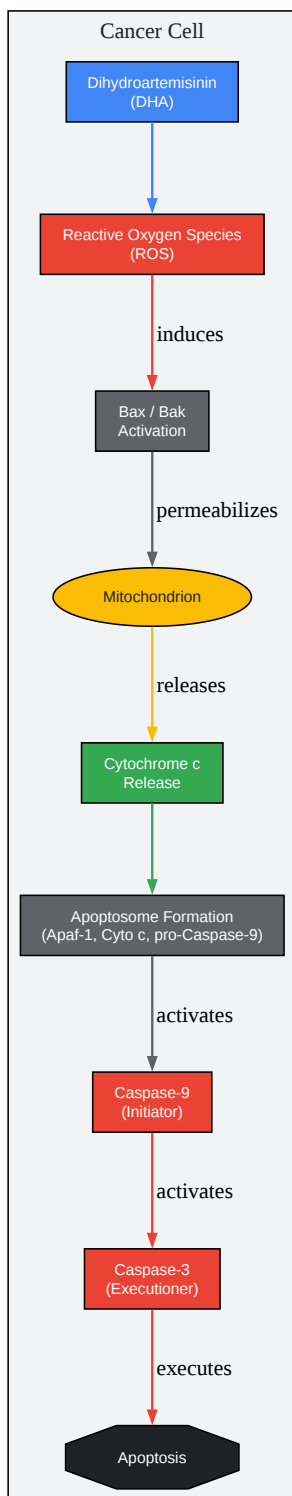 Cancer Cell
Dihydroartemisinin
(DHA)
Reactive Oxygen Species
(ROS)
induces
Bax / Bak
Activation
permeabilizes
Mitochondrion
releases
Cytochrome c
Release
Apoptosome Formation
(Apaf-1, Cyto c, pro-Caspase-9)
activates
Caspase-9
(Initiator)
activates
Caspase-3
(Executioner)
executes
Apoptosis